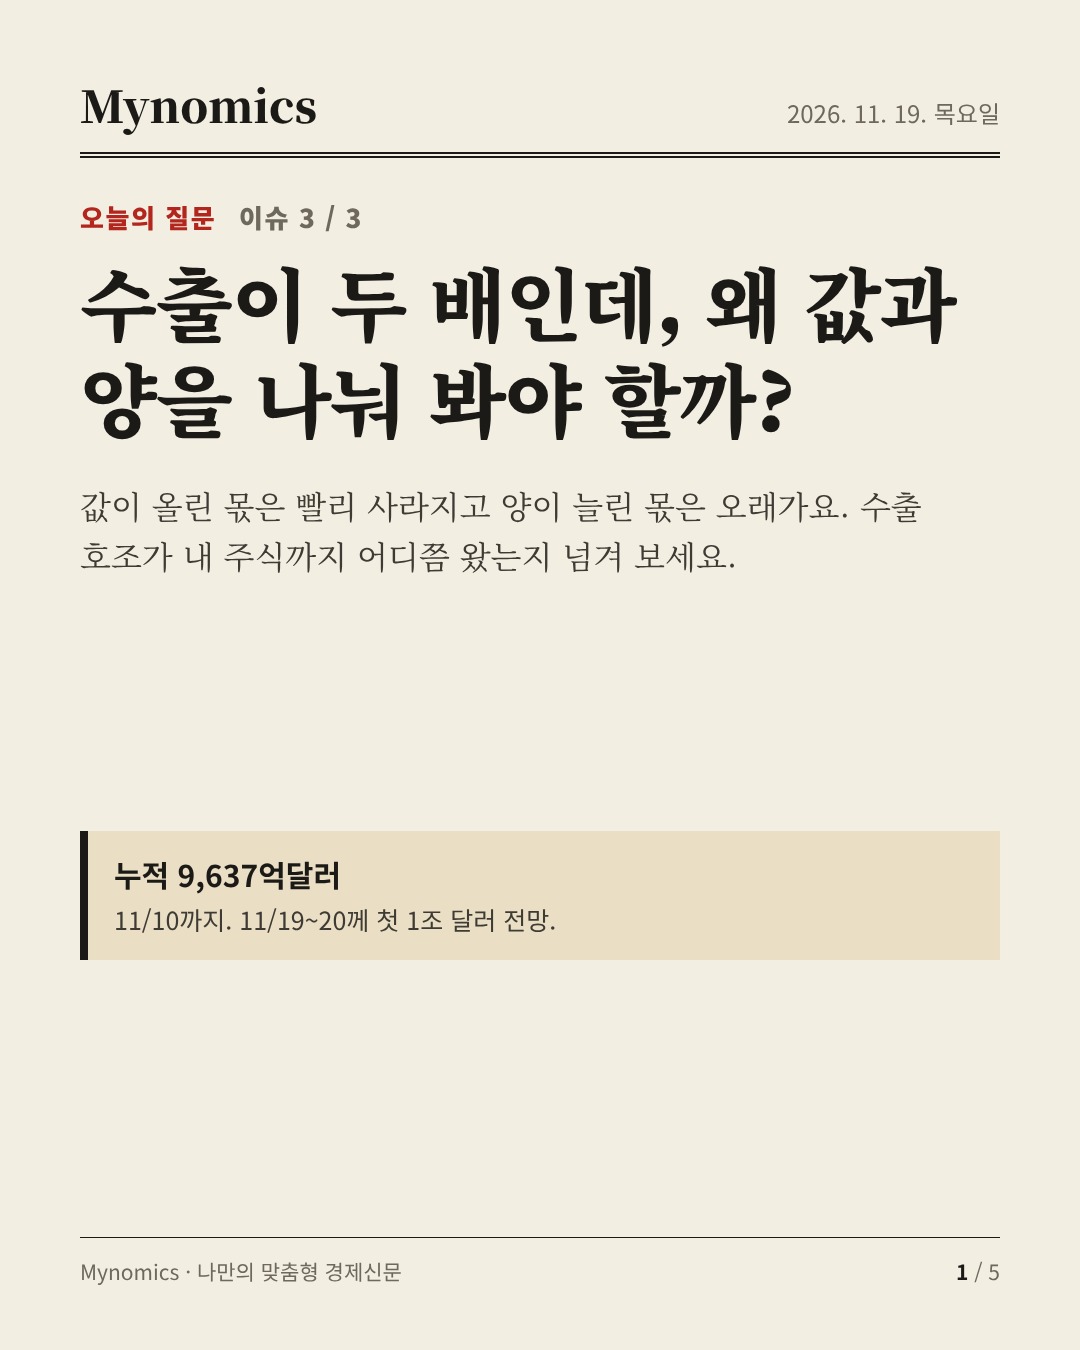 Mynomics
2026. 11. 19. 목요일
오늘의 질문 이슈 3 / 3
수출이 두 배인데, 왜 값과
양을 나눠 봐야 할까?
값이 올린 몫은 빨리 사라지고 양이 늘린 몫은 오래가요. 수출
호조가 내 주식까지 어디쯤 왔는지 넘겨 보세요.
누적 9,637억달러
11/10까지. 11/19~20께 첫 1조 달러 전망.
Mynomics · 나만의 맞춤형 경제신문
1 / 5